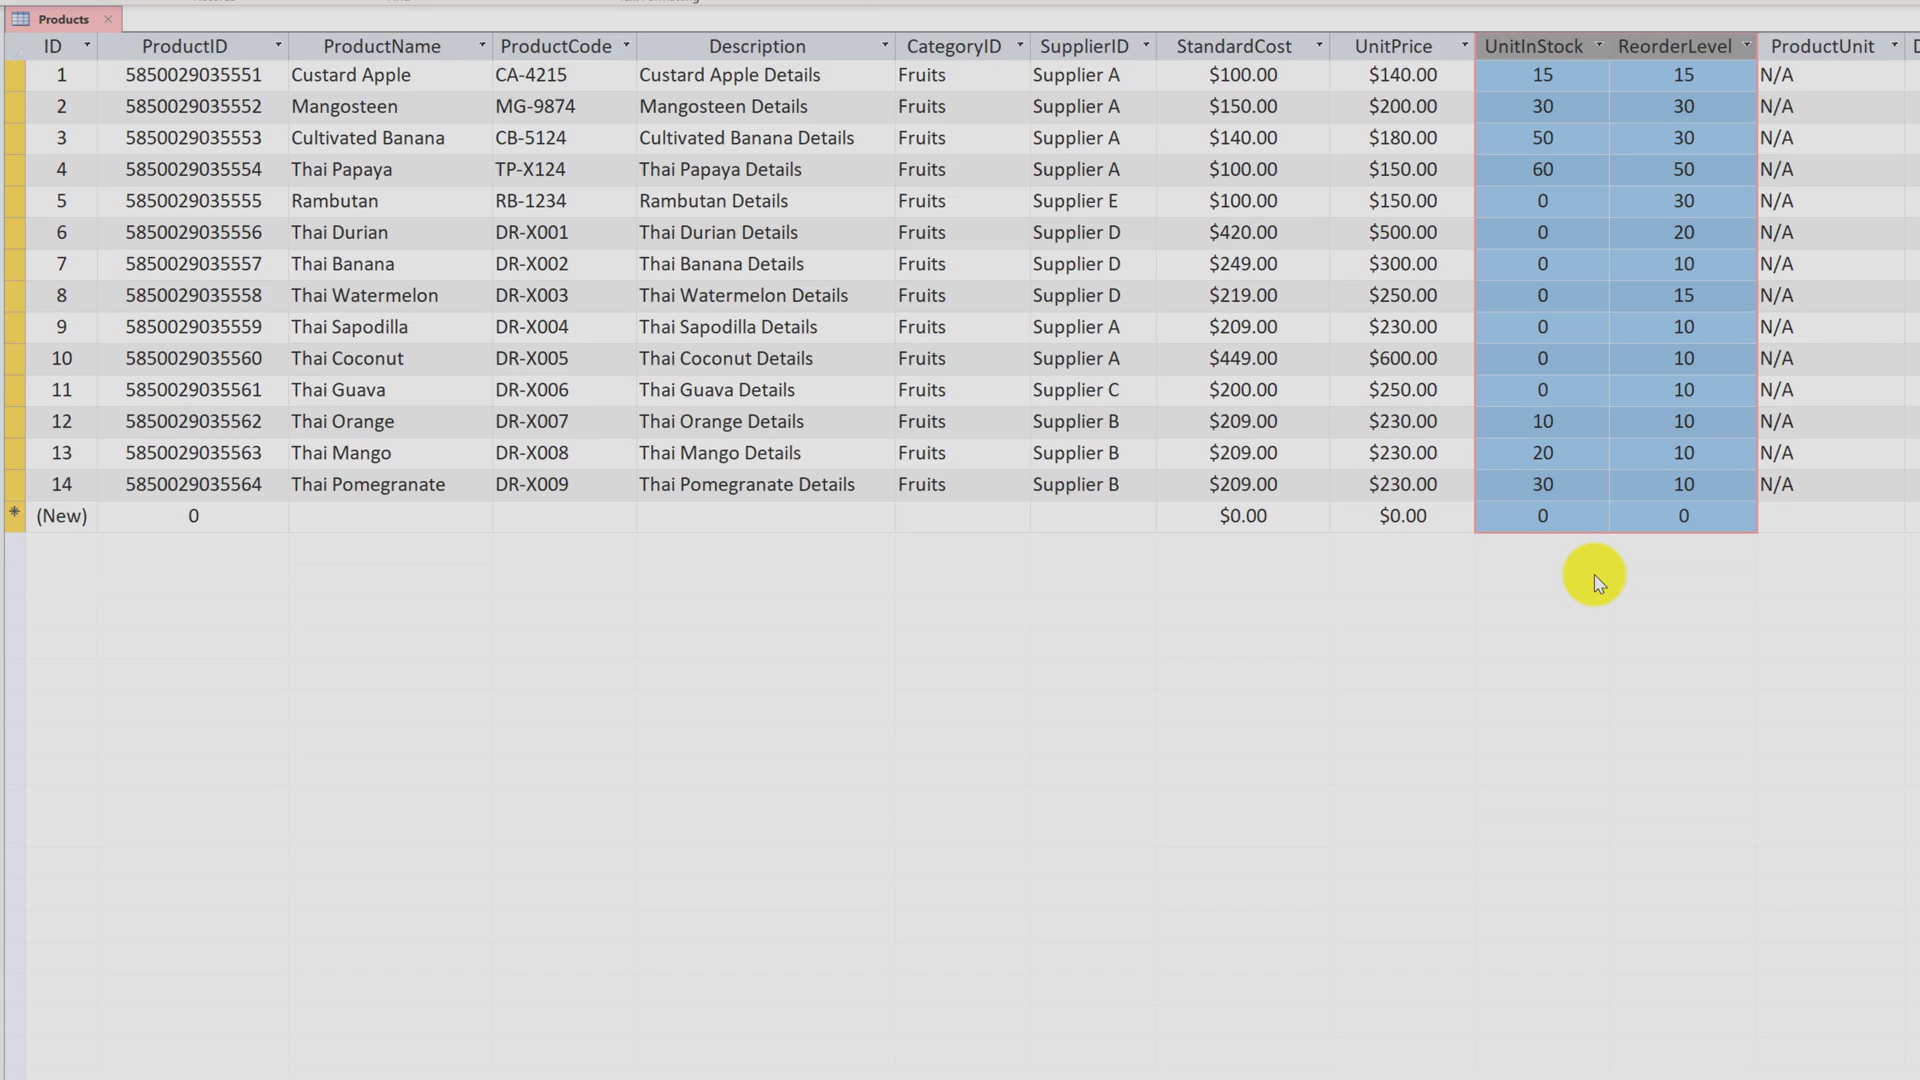 Products
ID ProductID ProductName ProductCode Description CategoryID SupplierID StandardCost UnitPrice UnitInStock ReorderLevel ProductUnit
1 5850029035551 Custard Apple CA-4215 Custard Apple Details Fruits Supplier A $100.00 $140.00 15 15 N/A
2 5850029035552 Mangosteen MG-9874 Mangosteen Details Fruits Supplier A $150.00 $200.00 30 30 N/A
3 5850029035553 Cultivated Banana CB-5124 Cultivated Banana Details Fruits Supplier A $140.00 $180.00 50 30 N/A
4 5850029035554 Thai Papaya TP-X124 Thai Papaya Details Fruits Supplier A $100.00 $150.00 60 50 N/A
5 5850029035555 Rambutan RB-1234 Rambutan Details Fruits Supplier E $100.00 $150.00 0 30 N/A
6 5850029035556 Thai Durian DR-X001 Thai Durian Details Fruits Supplier D $420.00 $500.00 0 20 N/A
7 5850029035557 Thai Banana DR-X002 Thai Banana Details Fruits Supplier D $249.00 $300.00 0 10 N/A
8 5850029035558 Thai Watermelon DR-X003 Thai Watermelon Details Fruits Supplier D $219.00 $250.00 0 15 N/A
9 5850029035559 Thai Sapodilla DR-X004 Thai Sapodilla Details Fruits Supplier A $209.00 $230.00 0 10 N/A
10 5850029035560 Thai Coconut DR-X005 Thai Coconut Details Fruits Supplier A $449.00 $600.00 0 10 N/A
11 5850029035561 Thai Guava DR-X006 Thai Guava Details Fruits Supplier C $200.00 $250.00 0 10 N/A
12 5850029035562 Thai Orange DR-X007 Thai Orange Details Fruits Supplier B $209.00 $230.00 10 10 N/A
13 5850029035563 Thai Mango DR-X008 Thai Mango Details Fruits Supplier B $209.00 $230.00 20 10 N/A
14 5850029035564 Thai Pomegranate DR-X009 Thai Pomegranate Details Fruits Supplier B $209.00 $230.00 30 10 N/A
(New) 0 $0.00 $0.00 0 0